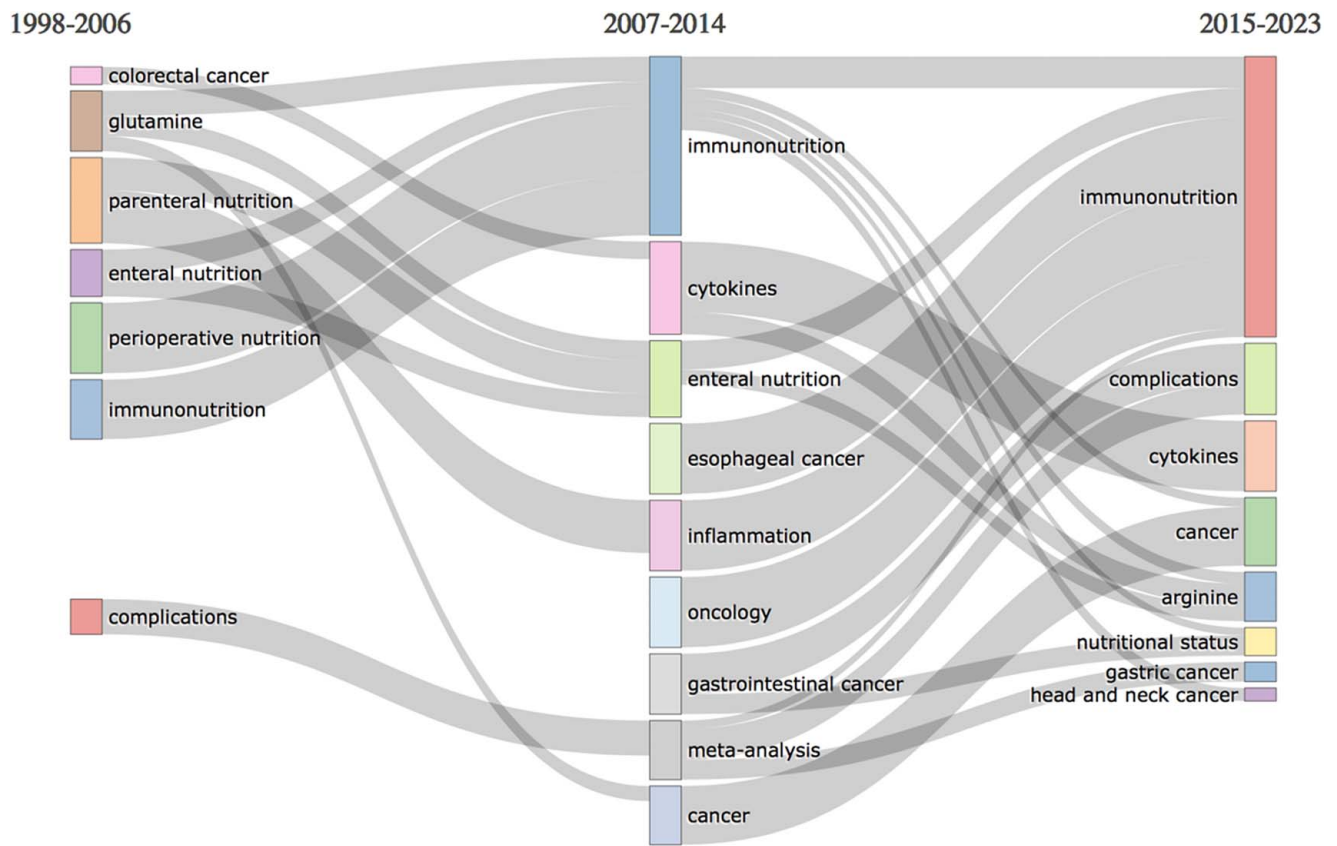 1998-2006
2007-2014
2015-2023
colorectal cancer
glutamine
parenteral nutrition
enteral nutrition
perioperative nutrition
immunonutrition
complications
immunonutrition
cytokines
enteral nutrition
esophageal cancer
inflammation
oncology
gastrointestinal cancer
meta-analysis
cancer
immunonutrition
complications
cytokines
cancer
arginine
nutritional status
gastric cancer
head and neck cancer